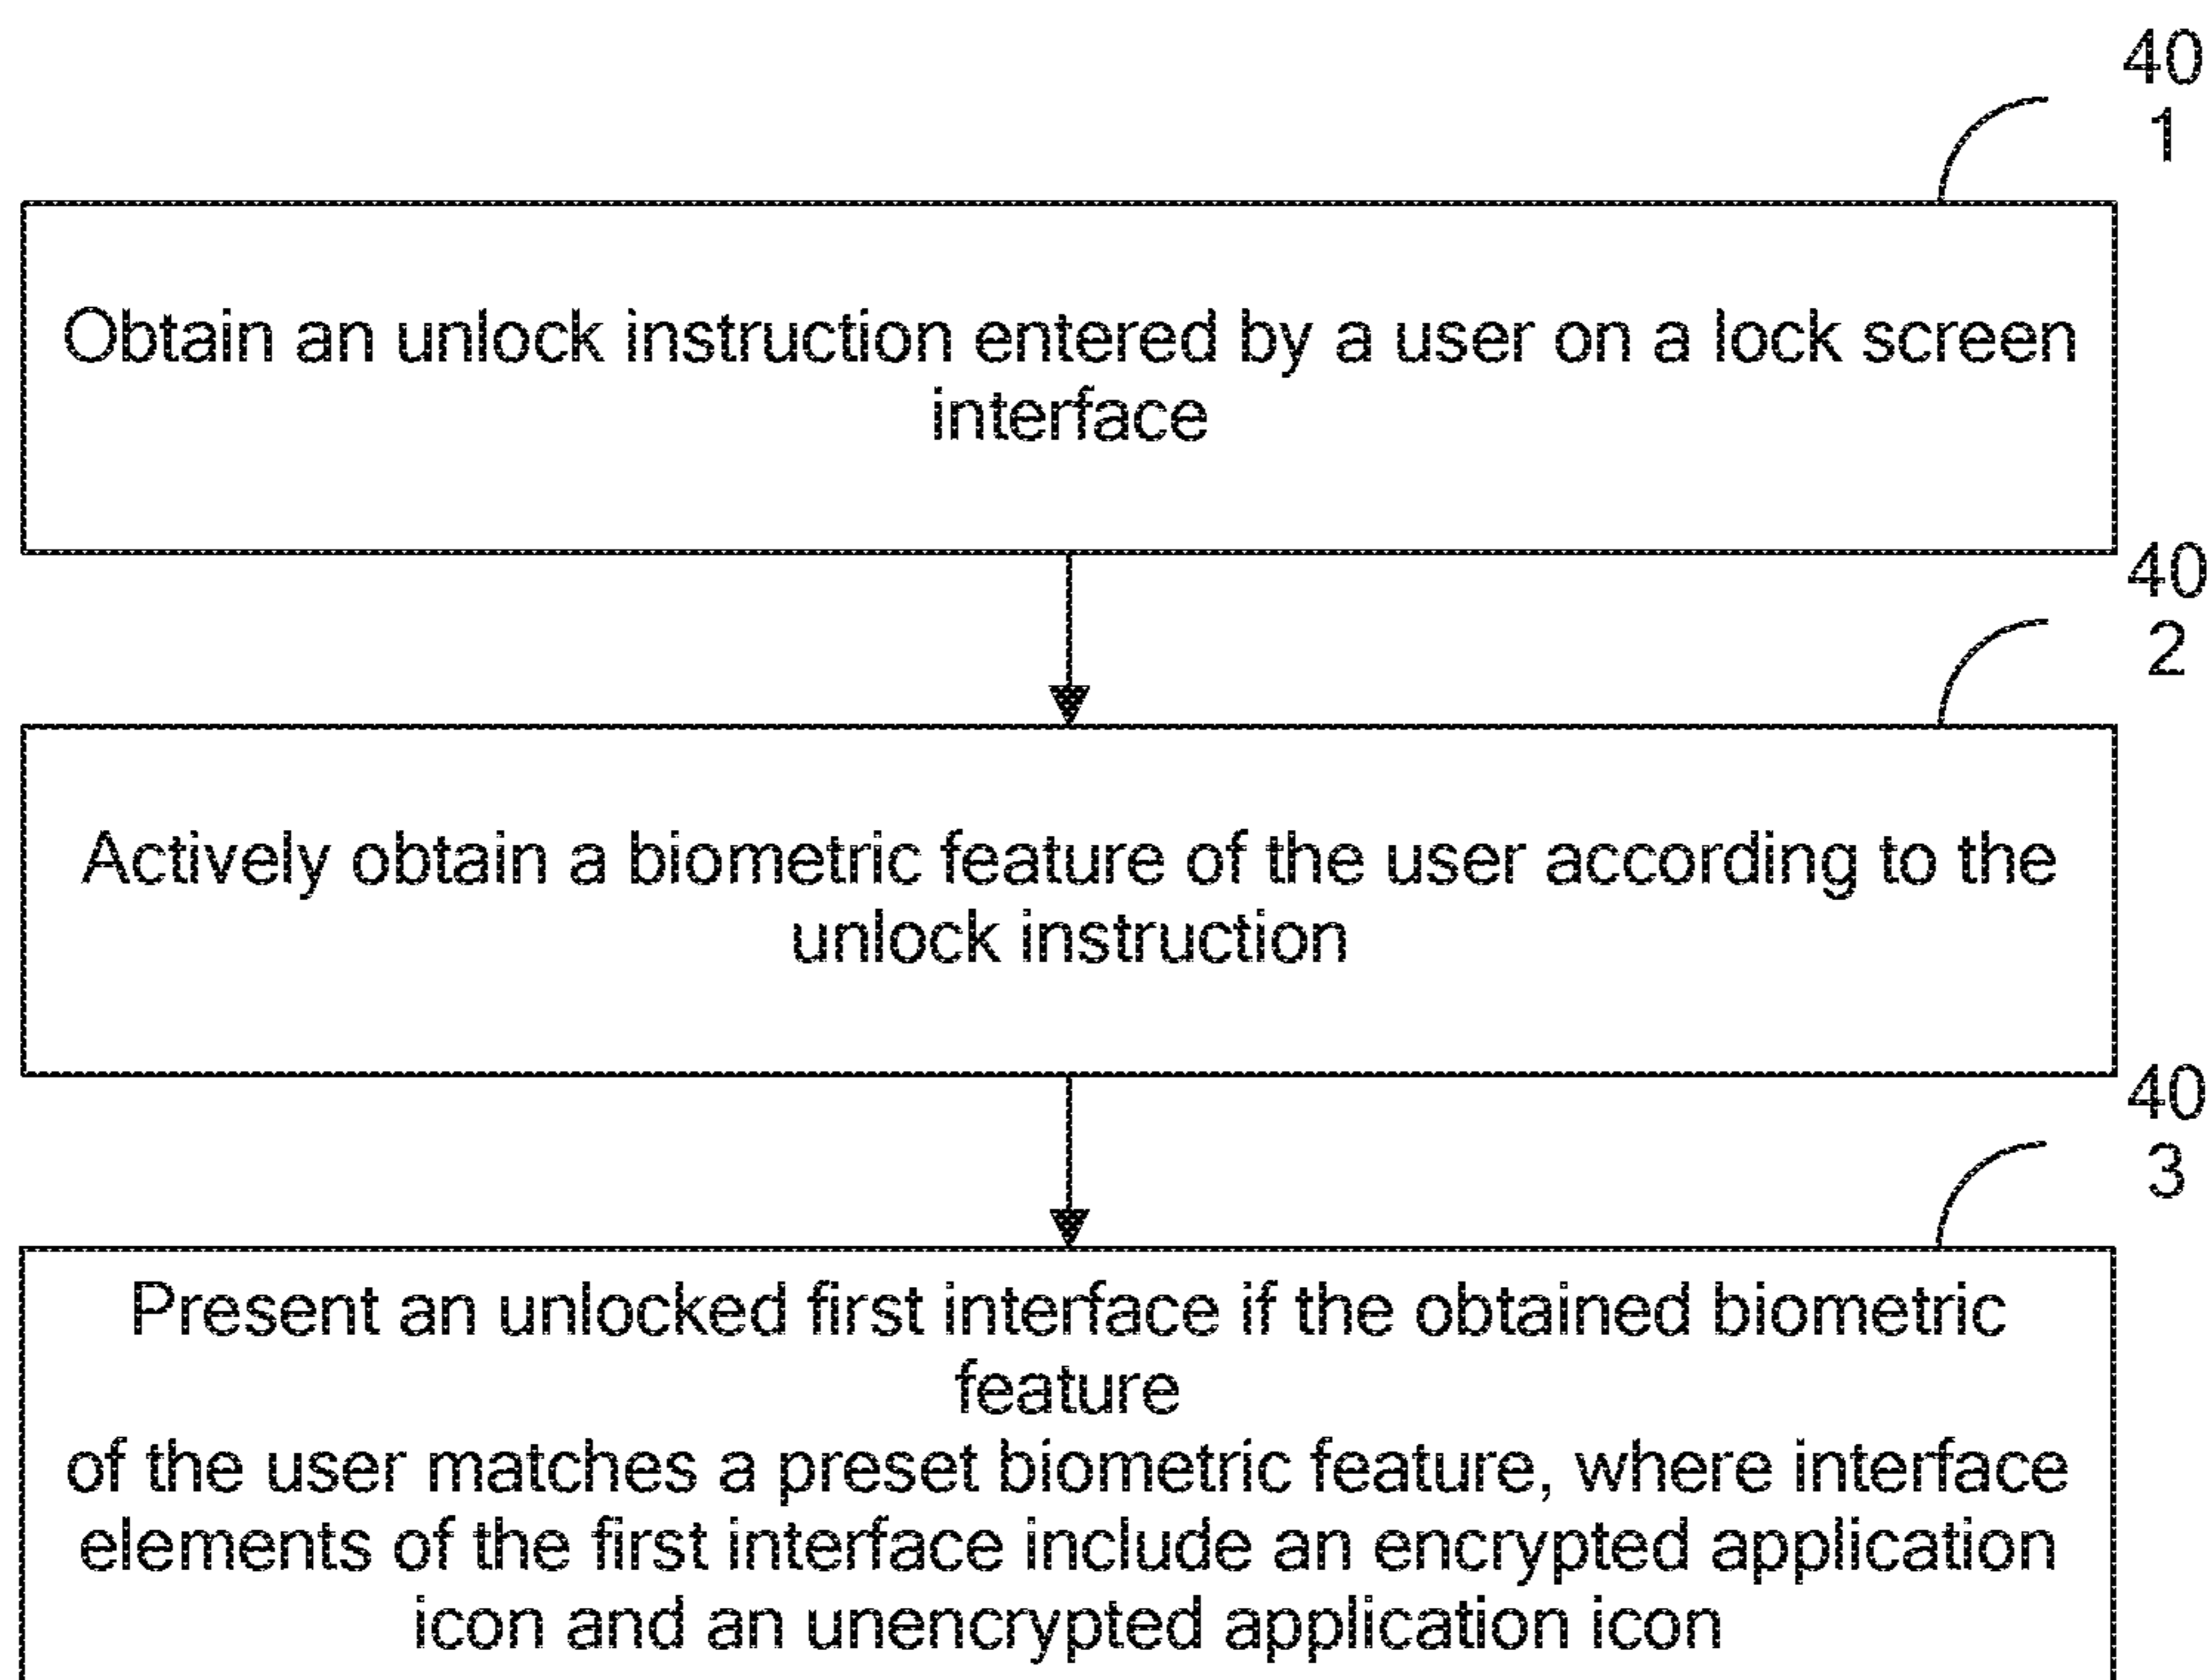 40
1
Obtain an unlock instruction entered by a user on a lock screen
interface
40
2
Actively obtain a biometric feature of the user according to the
unlock instruction
40
3
Present an unlocked first interface if the obtained biometric
feature
of the user matches a preset biometric feature, where interface
elements of the first interface include an encrypted application
icon and an unencrypted application icon